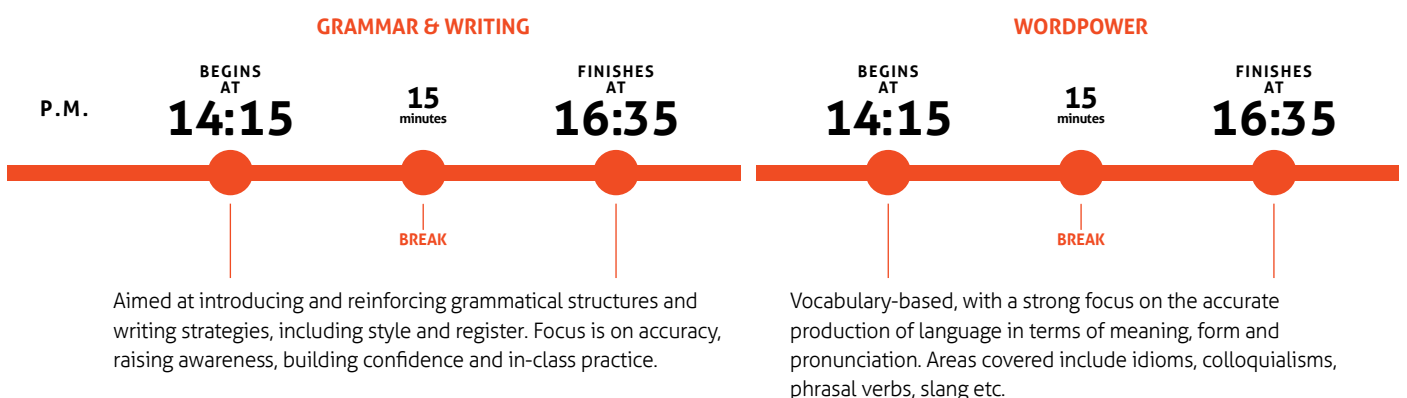 GRAMMAR & WRITING
P.M.
BEGINS
AT
14:15
15
minutes
FINISHES
AT
16:35
BREAK
Aimed at introducing and reinforcing grammatical structures and
writing strategies, including style and register. Focus is on accuracy,
raising awareness, building confidence and in-class practice.
WORDPOWER
BEGINS
AT
14:15
15
minutes
FINISHES
AT
16:35
BREAK
Vocabulary-based, with a strong focus on the accurate
production of language in terms of meaning, form and
pronunciation. Areas covered include idioms, colloquialisms,
phrasal verbs, slang etc.